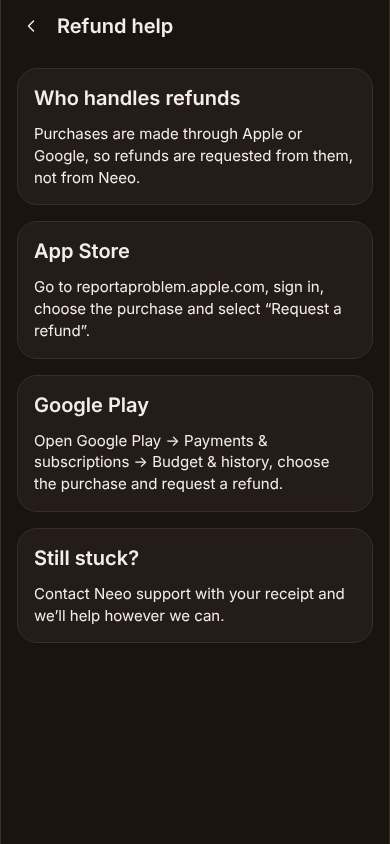 Refund help
Who handles refunds
Purchases are made through Apple or
Google, so refunds are requested from them,
not from Neeo.
App Store
Go to reportaproblem.apple.com, sign in,
choose the purchase and select “Request a
refund”.
Google Play
Open Google Play → Payments &
subscriptions → Budget & history, choose
the purchase and request a refund.
Still stuck?
Contact Neeo support with your receipt and
we’ll help however we can.